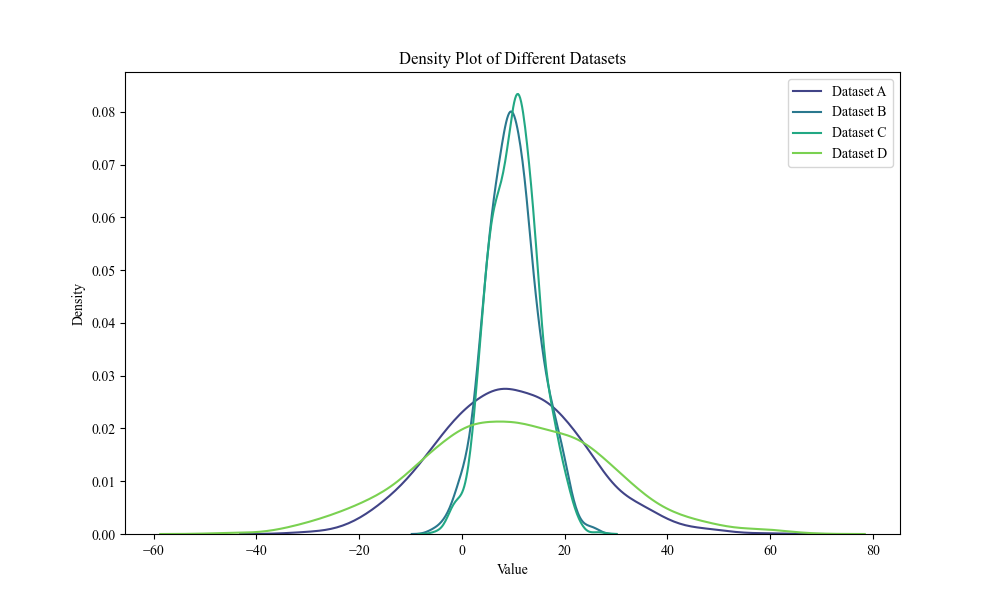 Density Plot of Different Datasets
Dataset A
Dataset B
Dataset C
Dataset D
Density
0.08
0.07
0.06
0.05
0.04
0.03
0.02
0.01
0.00
−60 −40 −20 0 20 40 60 80
Value